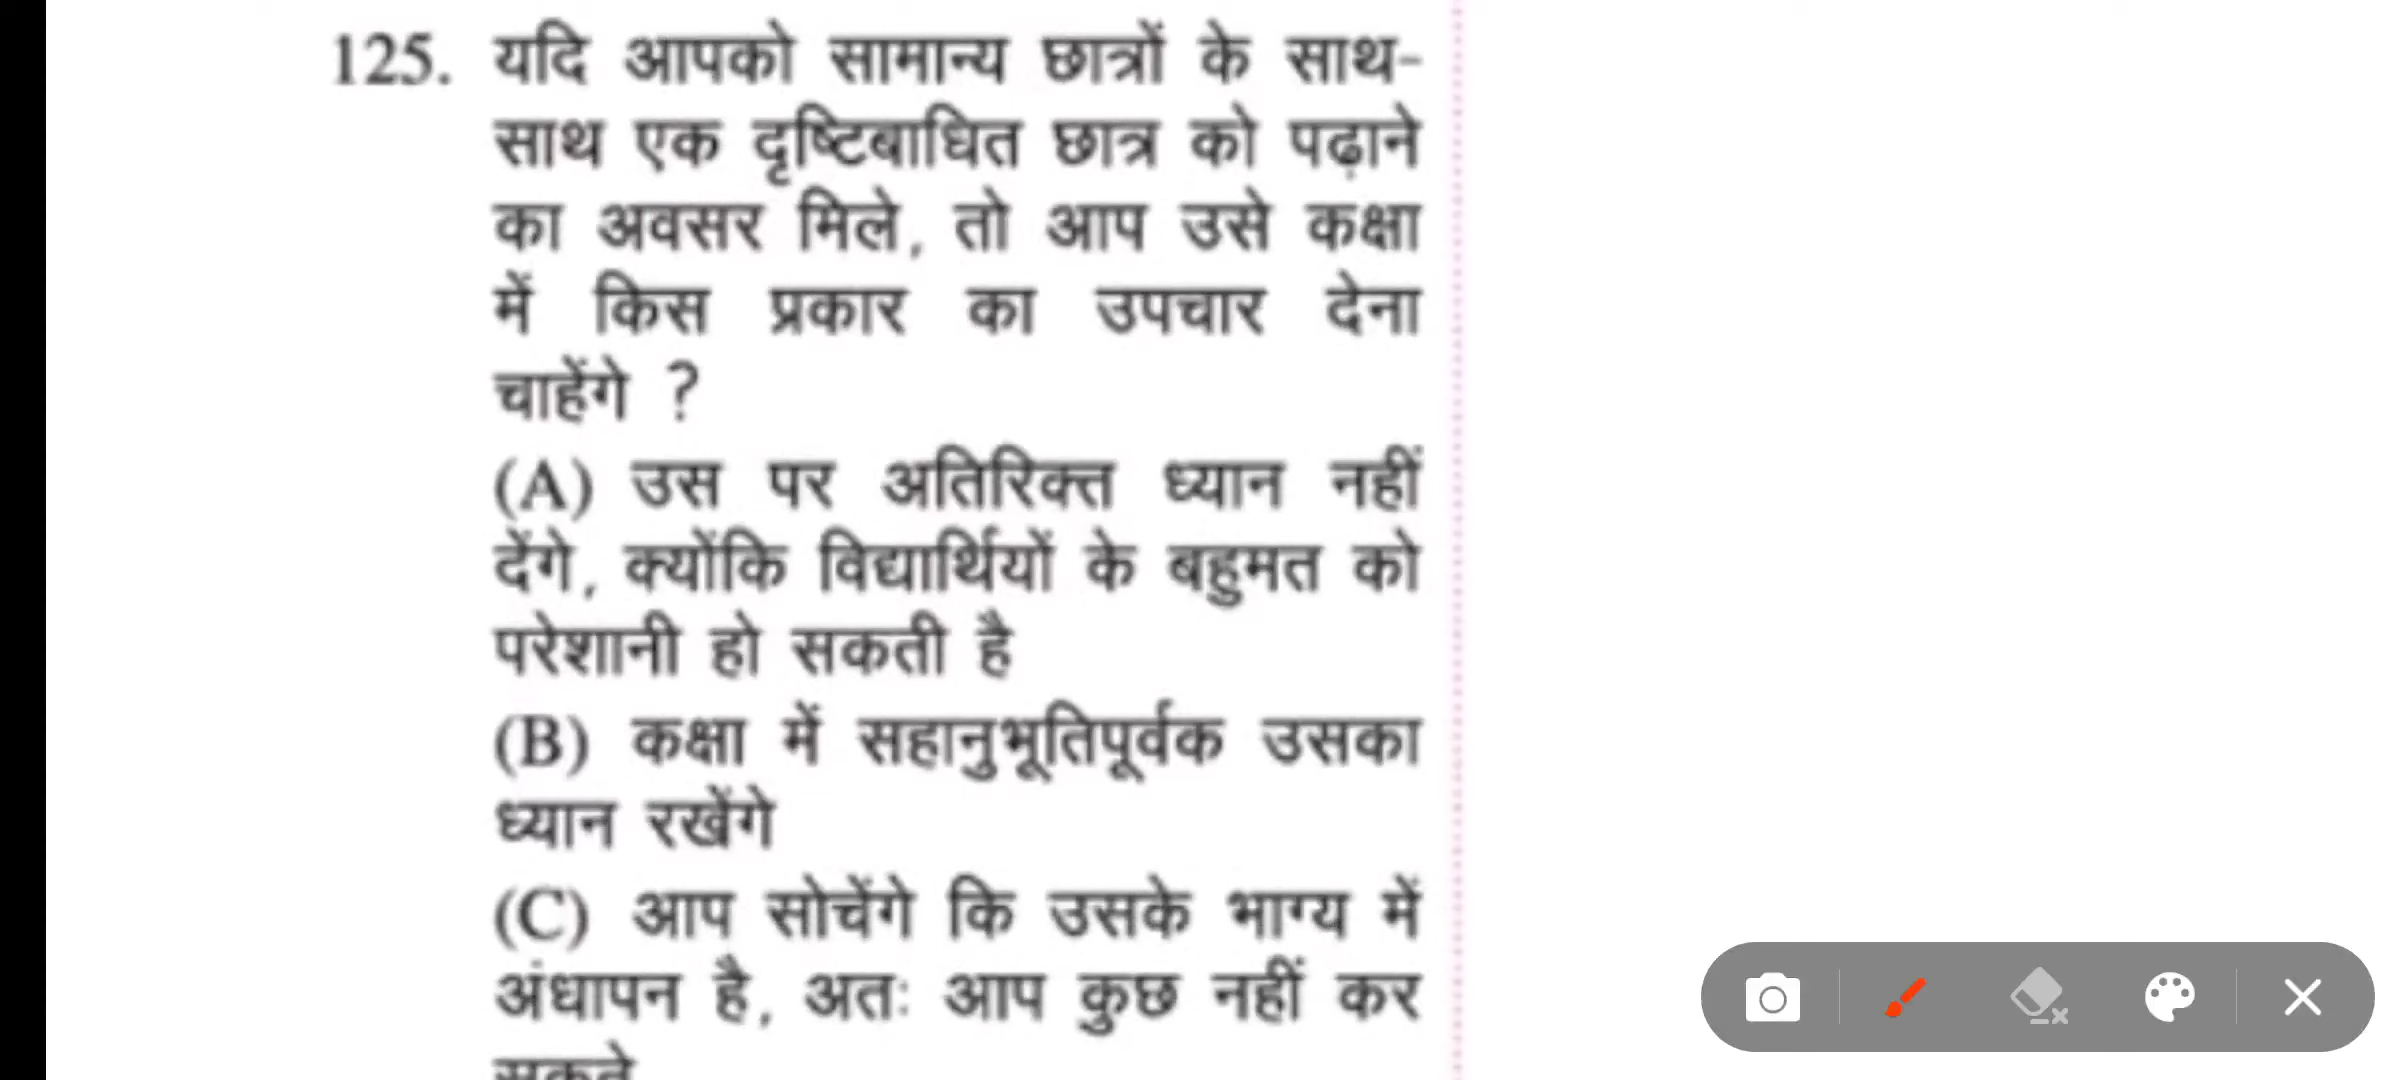 125. यदि आपको सामान्य छात्रों के साथ-
साथ एक दृष्टिबाधित छात्र को पढ़ाने
का अवसर मिले, तो आप उसे कक्षा
में किस प्रकार का उपचार देना
चाहेंगे ?
(A) उस पर अतिरिक्त ध्यान नहीं
देंगे, क्योंकि विद्यार्थियों के बहुमत को
परेशानी हो सकती है
(B) कक्षा में सहानुभूतिपूर्वक उसका
ध्यान रखेंगे
(C) आप सोचेंगे कि उसके भाग्य में
अंधापन है, अतः आप कुछ नहीं कर
सकते